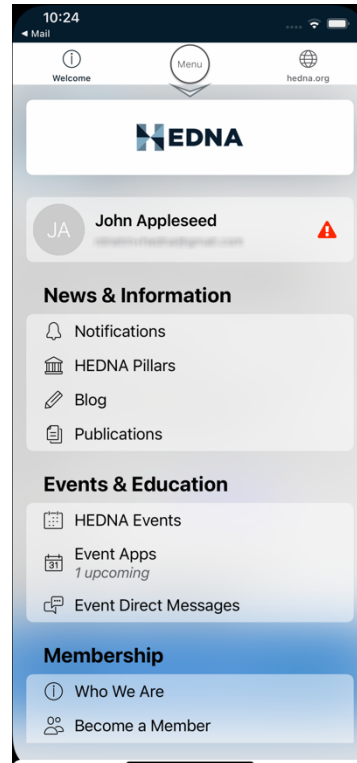 10:24
◀ Mail
Welcome
Menu
hedna.org
HEDNA
JA
John Appleseed
News & Information
Notifications
HEDNA Pillars
Blog
Publications
Events & Education
HEDNA Events
31
Event Apps
1 upcoming
Event Direct Messages
Membership
Who We Are
Become a Member